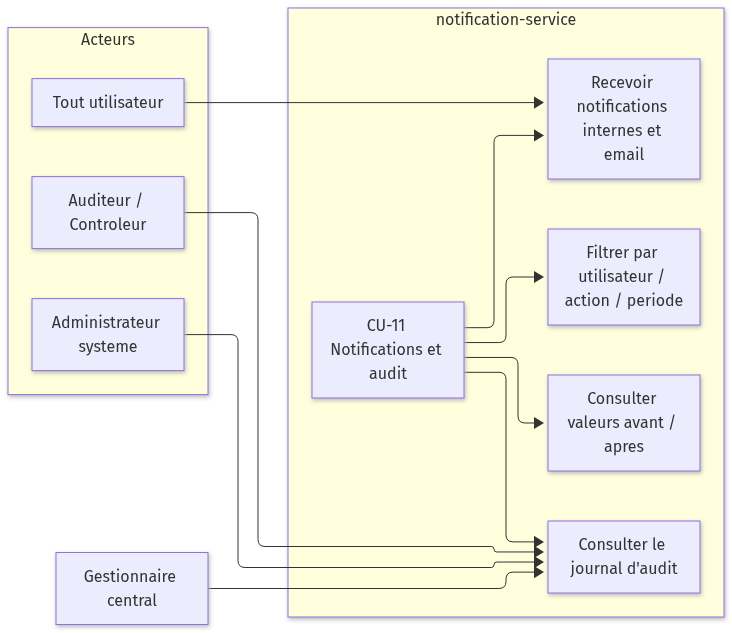 Acteurs
Tout utilisateur
Auditeur /
Controleur
Administrateur
systeme
Gestionnaire
central
notification-service
CU-11
Notifications et
audit
Recevoir
notifications
internes et
email
Filtrer par
utilisateur /
action / periode
Consulter
valeurs avant /
apres
Consulter le
journal d'audit